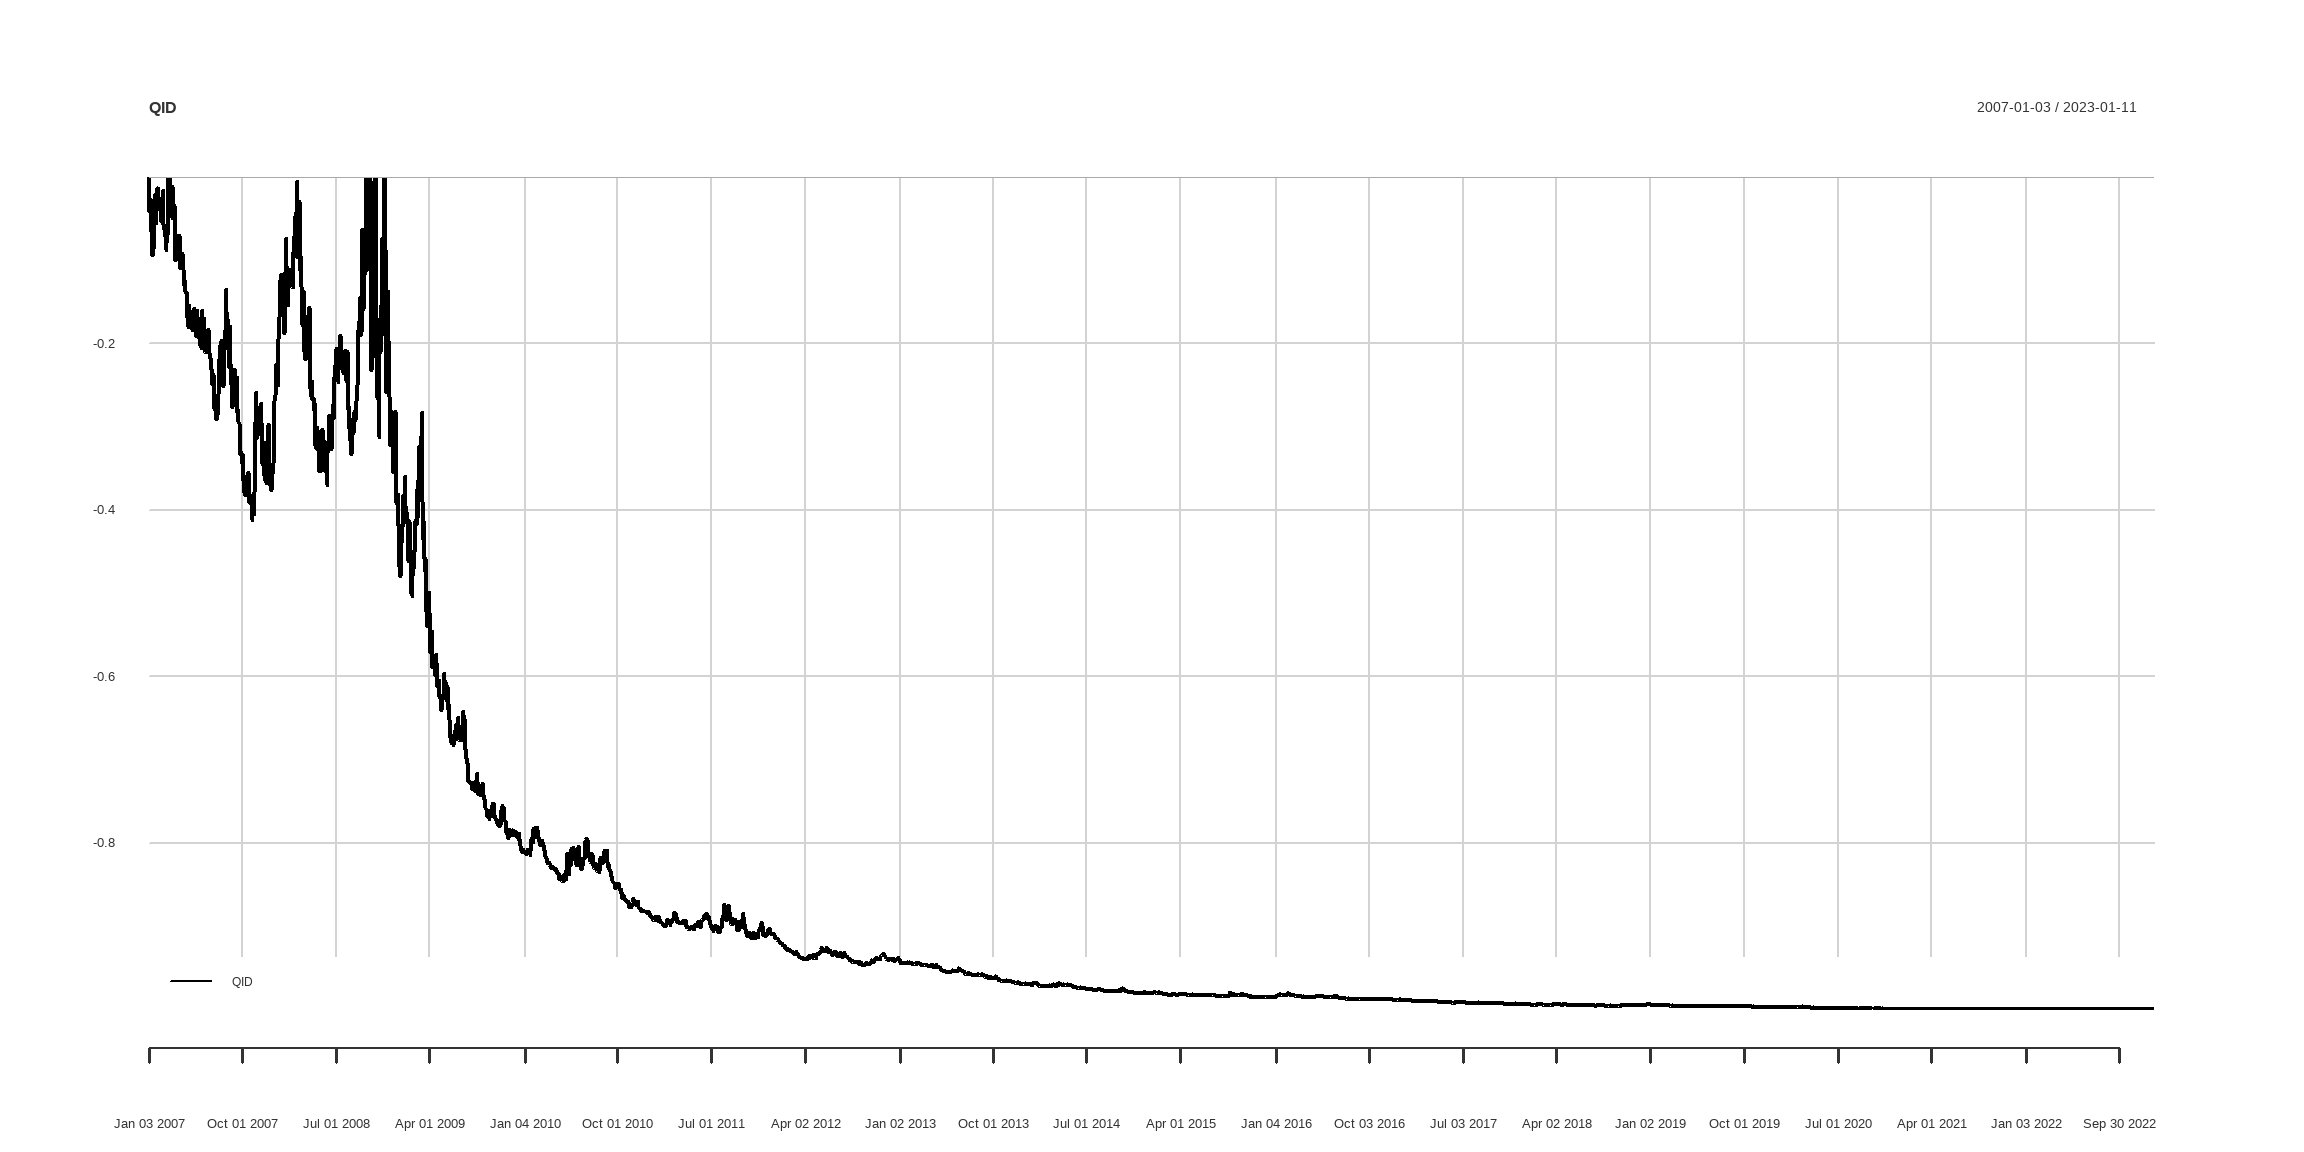 QID 2007-01-03 / 2023-01-11
-0.2
-0.4
-0.6
-0.8
QID
Jan 03 2007 Oct 01 2007 Jul 01 2008 Apr 01 2009 Jan 04 2010 Oct 01 2010 Jul 01 2011 Apr 02 2012 Jan 02 2013 Oct 01 2013 Jul 01 2014 Apr 01 2015 Jan 04 2016 Oct 03 2016 Jul 03 2017 Apr 02 2018 Jan 02 2019 Oct 01 2019 Jul 01 2020 Apr 01 2021 Jan 03 2022 Sep 30 2022